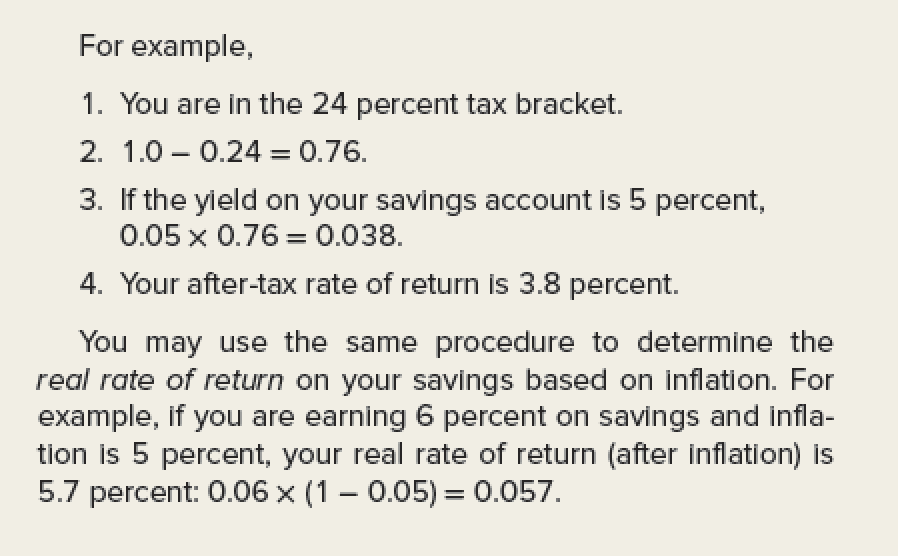 For example,
1. You are in the 24 percent tax bracket.
2. 1.0 – 0.24 = 0.76.
3. If the yield on your savings account is 5 percent,
0.05 × 0.76 = 0.038.
4. Your after-tax rate of return is 3.8 percent.
You may use the same procedure to determine the
real rate of return on your savings based on inflation. For
example, if you are earning 6 percent on savings and infla-
tion is 5 percent, your real rate of return (after inflation) is
5.7 percent: 0.06 × (1 – 0.05) = 0.057.